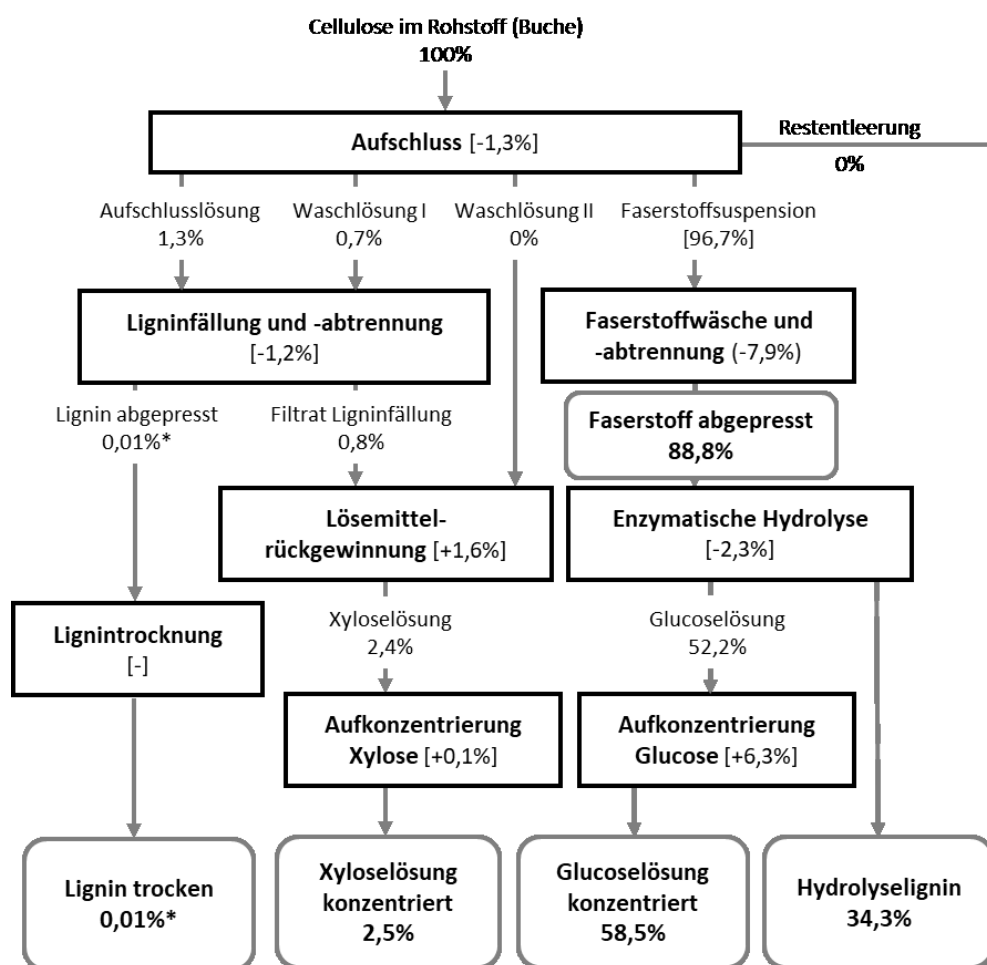 Cellulose im Rohstoff (Buche)
100%
Aufschluss [-1,3%]
Restentleerung
0%
Aufschlusslösung
1,3%
Waschlösung I
0,7%
Waschlösung II
0%
Faserstoffsuspension
[96,7%]
Ligninfällung und -abtrennung
[-1,2%]
Faserstoffwäsche und
-abtrennung (-7,9%)
Lignin abgepresst
0,01%*
Filtrat Ligninfällung
0,8%
Faserstoff abgepresst
88,8%
Lösemittel-
rückgewinnung [+1,6%]
Enzymatische Hydrolyse
[-2,3%]
Lignintrocknung
[-]
Xyloselösung
2,4%
Glucoselösung
52,2%
Aufkonzentrierung
Xylose [+0,1%]
Aufkonzentrierung
Glucose [+6,3%]
Lignin trocken
0,01%*
Xyloselösung
konzentriert
2,5%
Glucoselösung
konzentriert
58,5%
Hydrolyselignin
34,3%